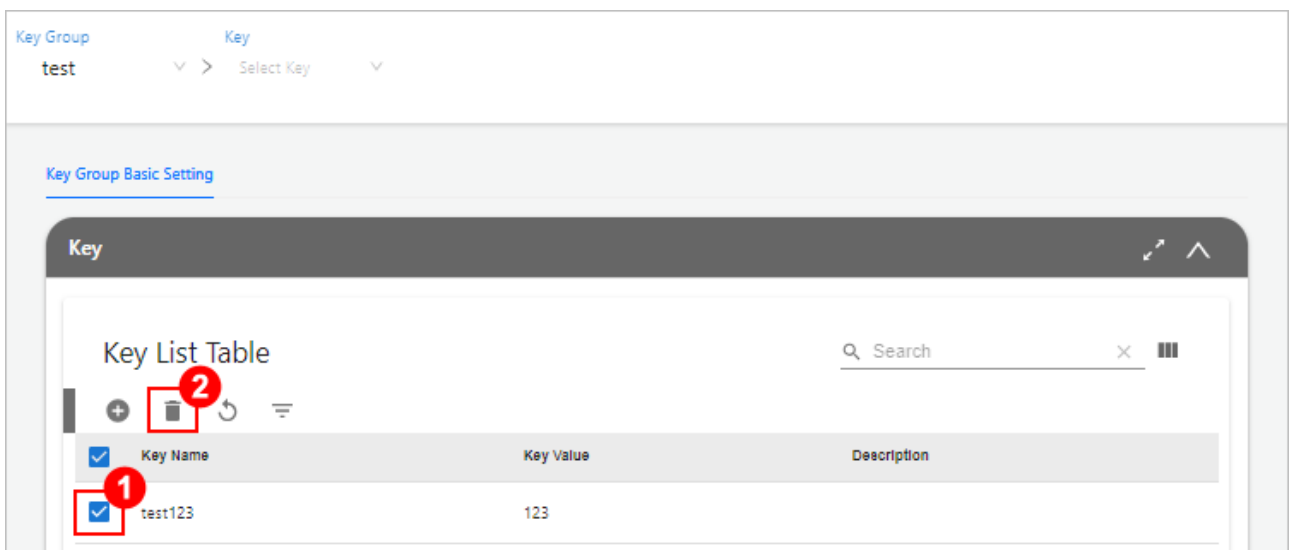 Key Group Key
test > Select Key
Key Group Basic Setting
Key
Key List Table
Search
2
Key Name Key Value Description
1
test123 123